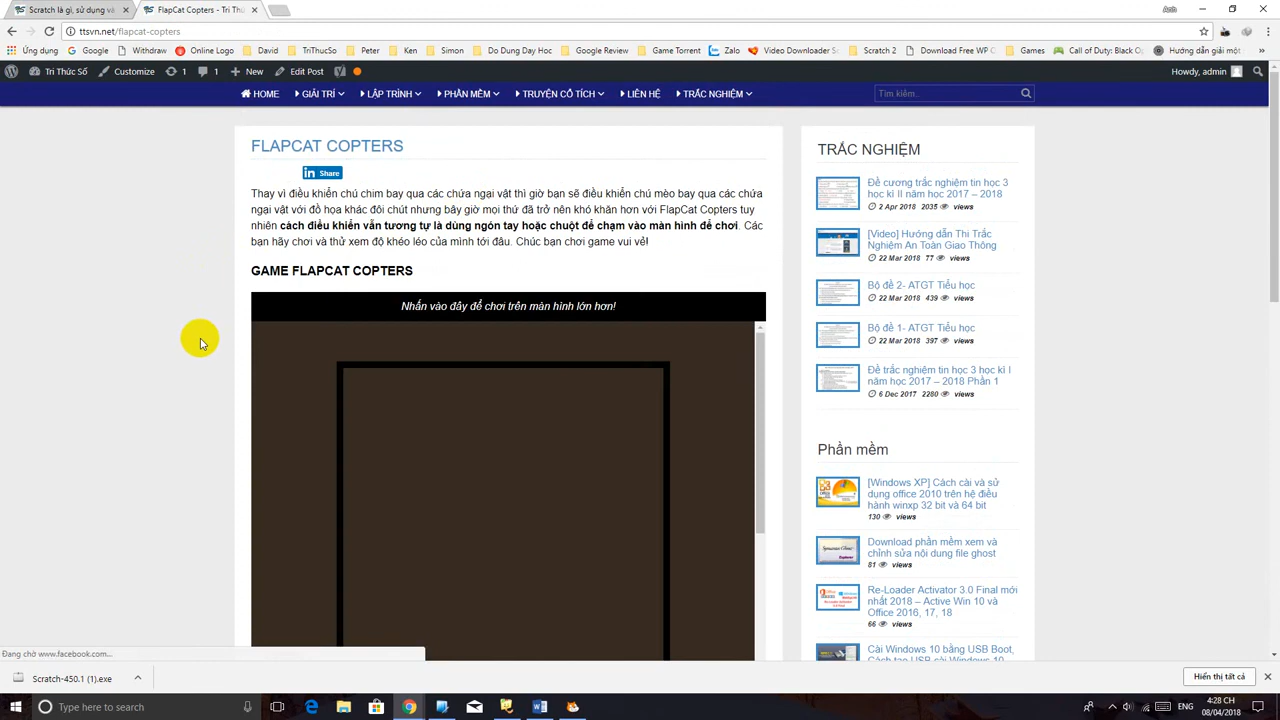 Scratch là gì, sử dụng và
FlapCat Copters - Tri Thứ
Anh
ttsvn.net/flapcat-copters
Ứng dụng
Google
Withdraw
Online Logo
David
TriThucSo
Peter
Ken
Simon
Do Du Day Hoc
Google Review
Game Torrent
Zalo
Video Downloader S
Scratch 2
Download Free WP C
Games
Call of Duty: Black O
Hướng dẫn giải một
Tri Thức Số
Customize
1
1
New
Edit Post
Howdy, admin
HOME
GIẢI TRÍ
LẬP TRÌNH
PHẦN MỀM
TRUYỆN CỔ TÍCH
LIÊN HỆ
TRẮC NGHIỆM
Tìm kiếm..
FLAPCAT COPTERS
in Share
Thay vì điều khiển chú chim bay qua các chứa ngại vật thì giờ bạn sẽ điều khiển chú mèo bay qua các chứa
ngại vật với đồ họa khác đôi chút nhưng bây giờ mọi thứ đã trở nên khó khăn hơn với FlapCat Copters tuy
nhiên cách điều khiển vẫn tương tự là dùng ngón tay hoặc chuột để chạm vào màn hình để chơi. Các
bạn hãy chơi và thử xem độ khéo léo của mình tới đâu. Chúc bạn chơi game vui vẻ!
GAME FLAPCAT COPTERS
Nhấn vào đây để chơi trên màn hình lớn hơn!
TRẮC NGHIỆM
Đề cương trắc nghiệm tin học 3
học kì II năm học 2017 – 2018
2 Apr 2018 2035 views
[Video] Hướng dẫn Thi Trắc
Nghiệm An Toàn Giao Thông
22 Mar 2018 77 views
Bộ đề 2- ATGT Tiểu học
22 Mar 2018 439 views
Bộ đề 1- ATGT Tiểu học
22 Mar 2018 397 views
Đề trắc nghiệm tin học 3 học kì I
năm học 2017 – 2018 Phần 1
6 Dec 2017 2280 views
Phần mềm
[Windows XP] Cách cài và sử
dụng office 2010 trên hệ điều
hành winxp 32 bit và 64 bit
130 views
Download phần mềm xem và
chỉnh sửa nội dung file ghost
81 views
Re-Loader Activator 3.0 Final mới
nhất 2018 – Active Win 10 và
Office 2016, 17, 18
66 views
Cài Windows 10 bằng USB Boot,
Cách tạo USB cài Windows 10
Đang chờ www.facebook.com...
Scratch-450.1 (1).exe
Hiển thị tất cả
Type here to search
ENG
4:28 CH
08/04/2018